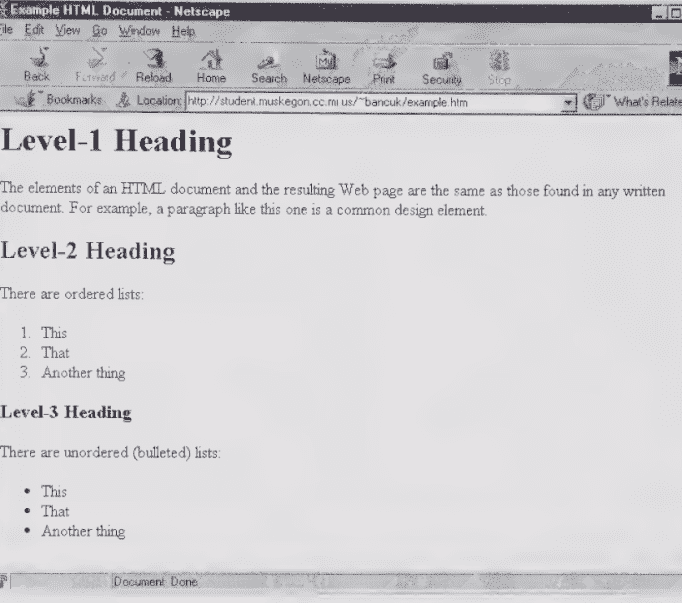 Example HTML Document - Netscape
ile Edit View Go Window Help
Back Forward Reload Home Search Netscape Print Security Stop
Bookmarks Location: http://student.muskegon.cc.mi.us/~bancuk/example.htm What's Relate
Level-1 Heading
The elements of an HTML document and the resulting Web page are the same as those found in any written
document. For example, a paragraph like this one is a common design element.
Level-2 Heading
There are ordered lists:
1. This
2. That
3. Another thing
Level-3 Heading
There are unordered (bulleted) lists:
• This
• That
• Another thing
Document: Done